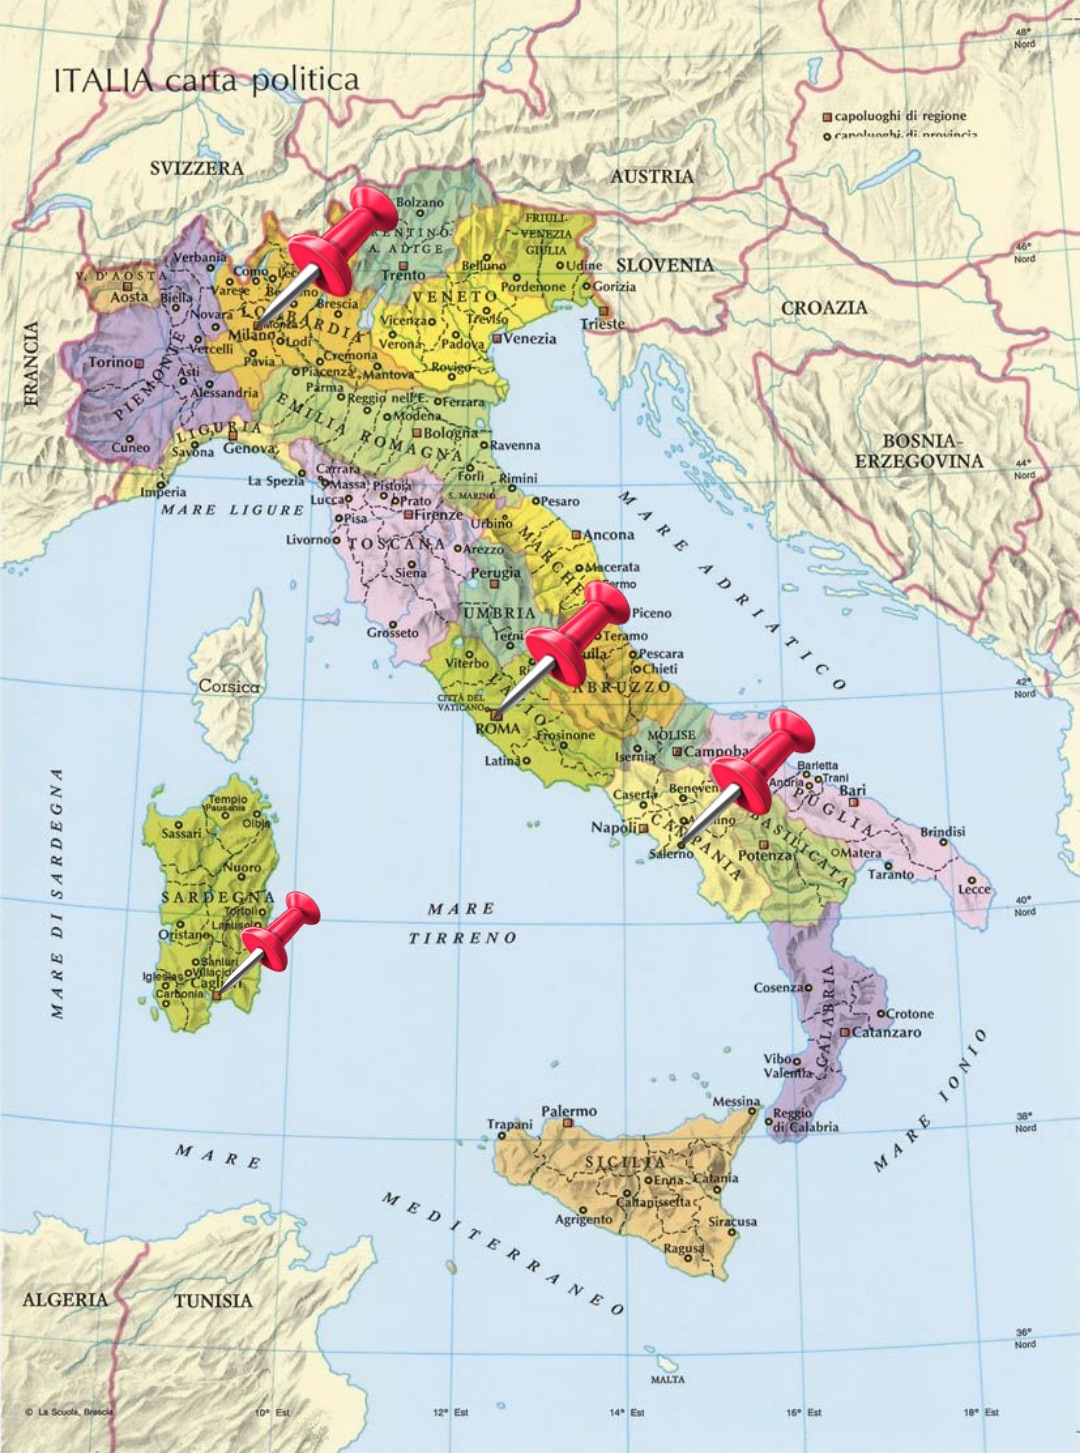 ITALIA carta politica
48°
Nord
capoluoghi di regione
capoluoghi di provincia
SVIZZERA
AUSTRIA
Bolzano
FRIULI-
VENEZIA
GIULIA
A. ADIGE
46°
Nord
Verbania
V. D'AOSTA
Como
Trento
Belluno
Udine
SLOVENIA
Aosta
Biella
Varese
Pordenone
Gorizia
VENETO
Brescia
CROAZIA
Novara
LOMBARDIA
Vicenza
Treviso
Trieste
Milano
Monza
Lodi
Verona
Padova
Venezia
FRANCIA
Torino
Vercelli
Pavia
Cremona
PIEMONTE
Asti
Piacenza
Mantova
Rovigo
Alessandria
Parma
Reggio nell'E.
Ferrara
EMILIA ROMAGNA
Modena
LIGURIA
Bologna
BOSNIA-
ERZEGOVINA
Cuneo
Savona
Genova
Ravenna
44°
Nord
La Spezia
Carrara
Massa
Pistoia
Forlì
Rimini
Imperia
Lucca
Prato
S. MARINO
Pesaro
MARE LIGURE
Pisa
Firenze
Urbino
MARE ADRIATICO
Livorno
TOSCANA
Arezzo
MARCHE
Ancona
Siena
Perugia
Macerata
UMBRIA
Piceno
Grosseto
Terni
Teramo
Viterbo
Pescara
Chieti
Corsica
ABRUZZO
42°
Nord
CITTÀ DEL
VATICANO
LAZIO
ROMA
Frosinone
MOLISE
Latina
Isernia
Barletta
Trani
Andria
Bari
PUGLIA
Caserta
Tempio
Pausania
Olbia
Sassari
Napoli
CAMPANIA
BASILICATA
Brindisi
Salerno
Potenza
Matera
Taranto
Lecce
Nuoro
SARDEGNA
MARE DI SARDEGNA
Tortolì
Oristano
MARE
TIRRENO
40°
Nord
Sanluri
Iglesias
Carbonia
Cosenza
CALABRIA
Crotone
Catanzaro
Vibo
Valentia
MARE IONIO
Messina
Reggio
di Calabria
38°
Nord
Palermo
Trapani
SICILIA
Enna
Catania
Caltanissetta
Agrigento
Siracusa
Ragusa
MARE
MEDITERRANEO
ALGERIA
TUNISIA
36°
Nord
MALTA
© La Scuola, Brescia
10° Est
12° Est
14° Est
16° Est
18° Est